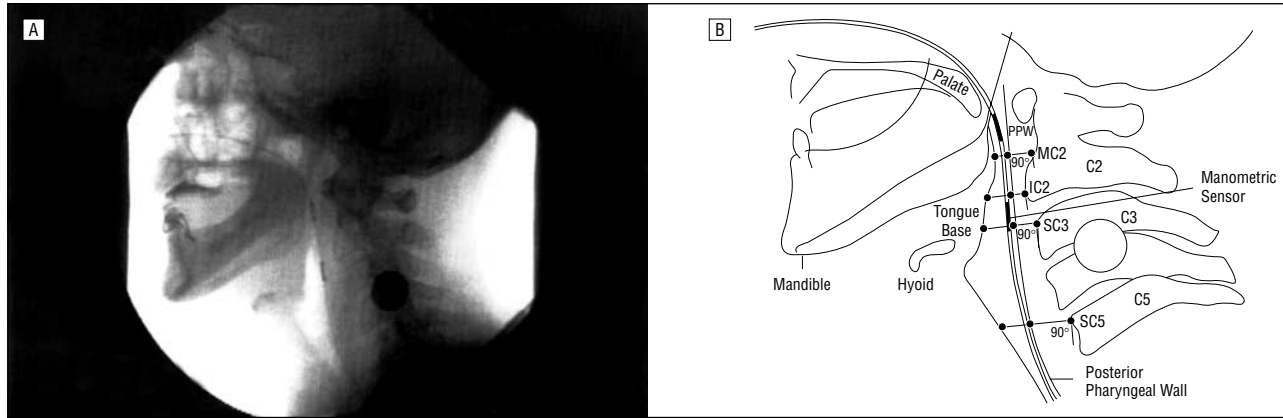 A
B
Palate
PPW
90°
MC2
C2
IC2
Manometric
Sensor
Tongue
Base
90°
SC3
C3
Mandible
Hyoid
C5
SC5
90°
Posterior
Pharyngeal Wall